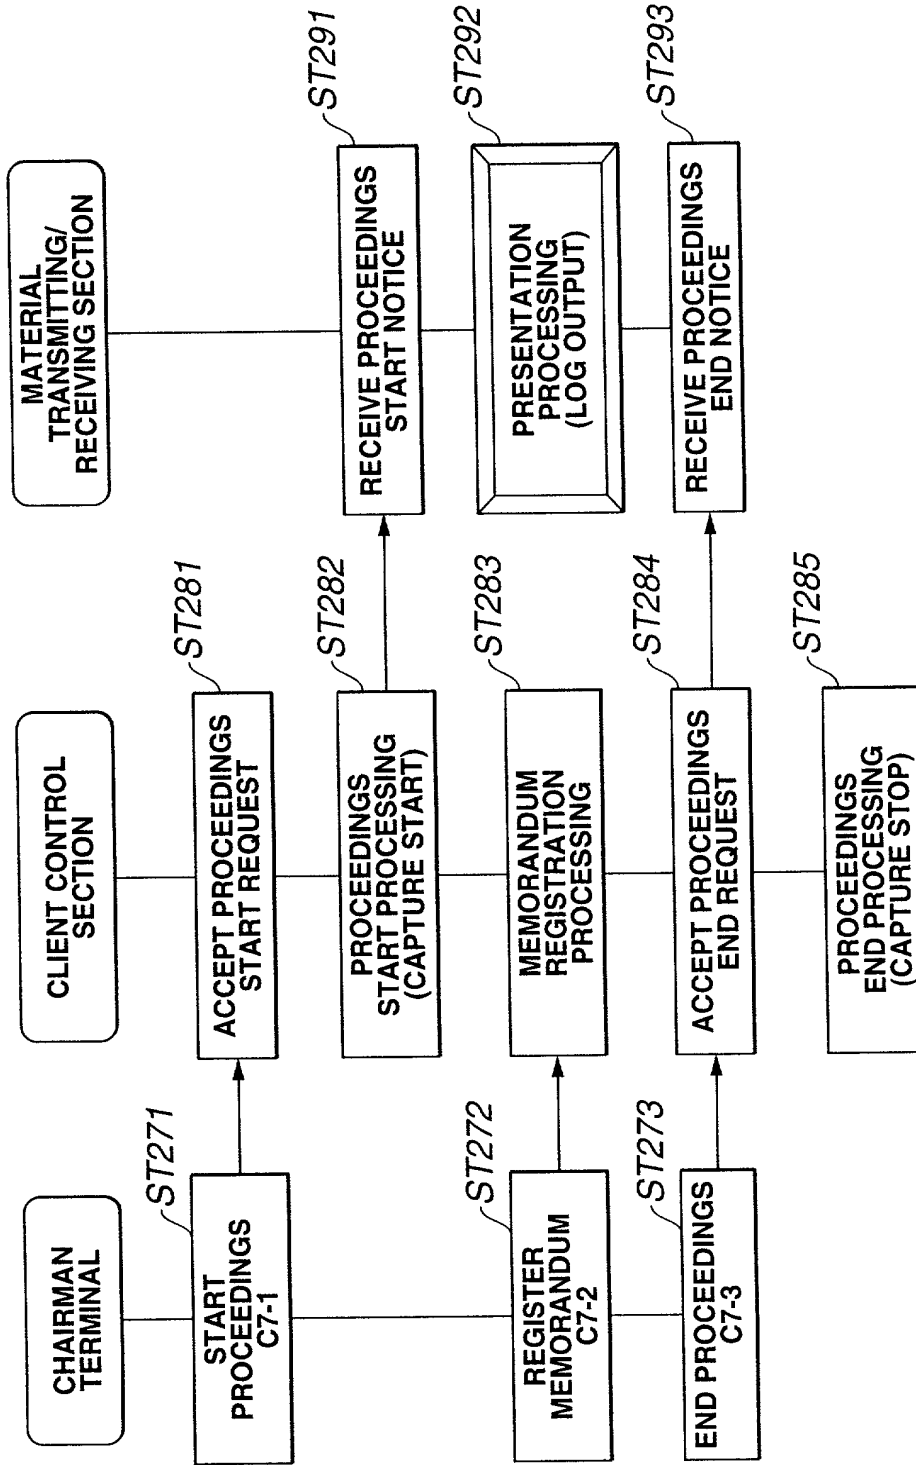 CHAIRMAN
TERMINAL
START
PROCEEDINGS
C7-1
ST271
REGISTER
MEMORANDUM
C7-2
ST272
END PROCEEDINGS
C7-3
ST273
CLIENT CONTROL
SECTION
ACCEPT PROCEEDINGS
START REQUEST
ST281
PROCEEDINGS
START PROCESSING
(CAPTURE START)
ST282
MEMORANDUM
REGISTRATION
PROCESSING
ST283
ACCEPT PROCEEDINGS
END REQUEST
ST284
PROCEEDINGS
END PROCESSING
(CAPTURE STOP)
ST285
MATERIAL
TRANSMITTING/
RECEIVING SECTION
RECEIVE PROCEEDINGS
START NOTICE
ST291
PRESENTATION
PROCESSING
(LOG OUTPUT)
ST292
RECEIVE PROCEEDINGS
END NOTICE
ST293